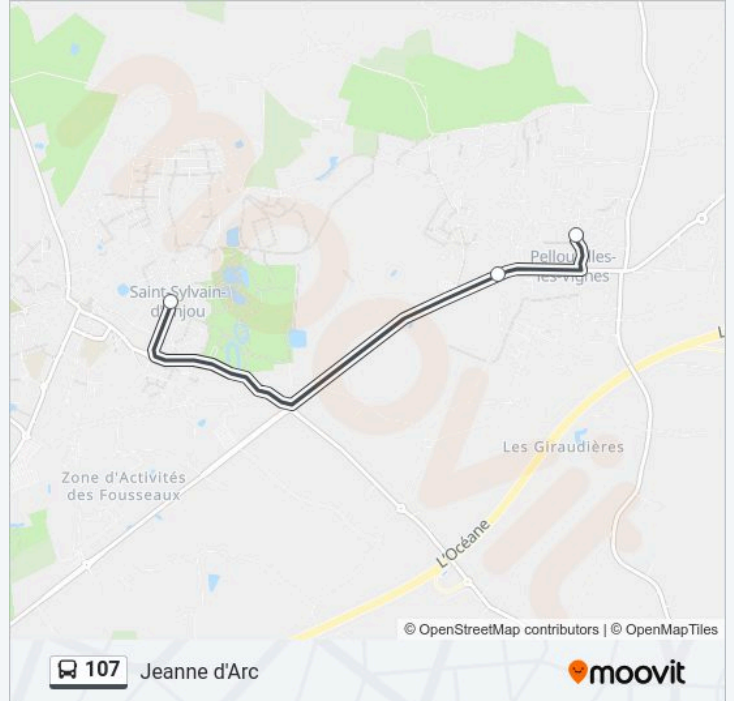 Pellouailles-
les-Vignes
Saint-Sylvain-
d'Anjou
Les Giraudières
Zone d'Activités
des Fousseaux
L'Océane
moovit
© OpenStreetMap contributors | © OpenMapTiles
107 Jeanne d'Arc
moovit